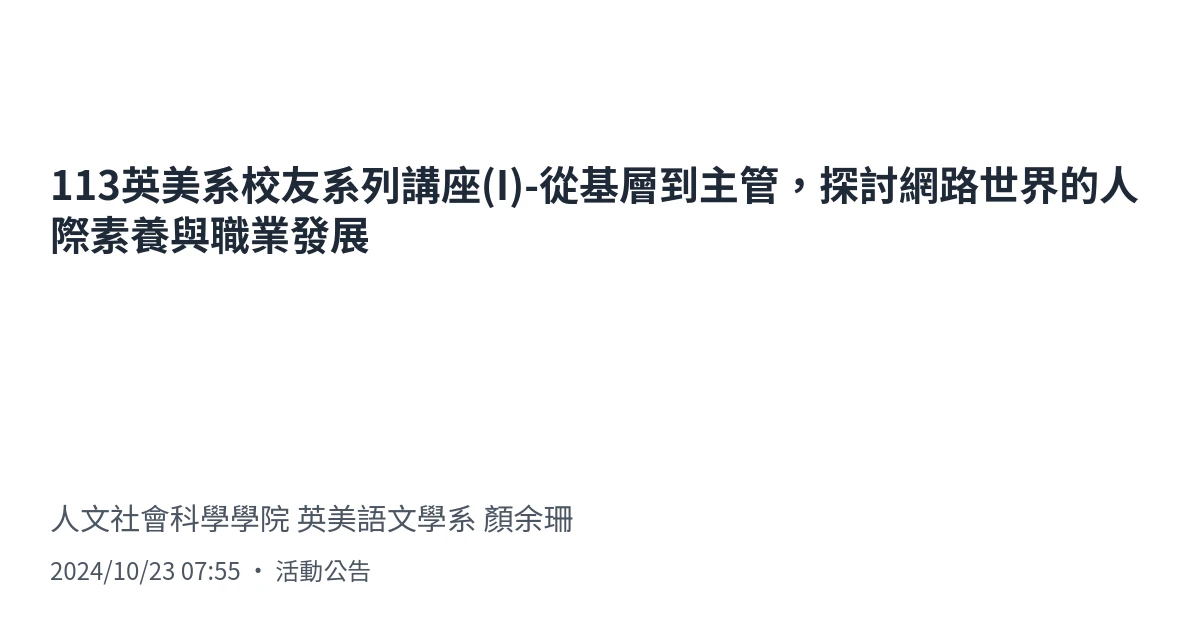 113英美系校友系列講座(I)-從基層到主管，探討網路世界的人
際素養與職業發展
人文社會科學學院 英美語文學系 顏余珊
2024/10/23 07:55 • 活動公告